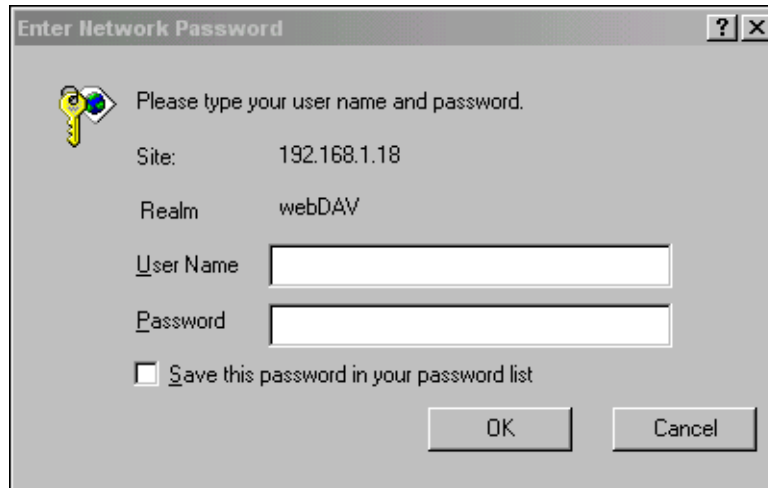 Enter Network Password
Please type your user name and password.
Site: 192.168.1.18
Realm webDAV
User Name
Password
Save this password in your password list
OK Cancel